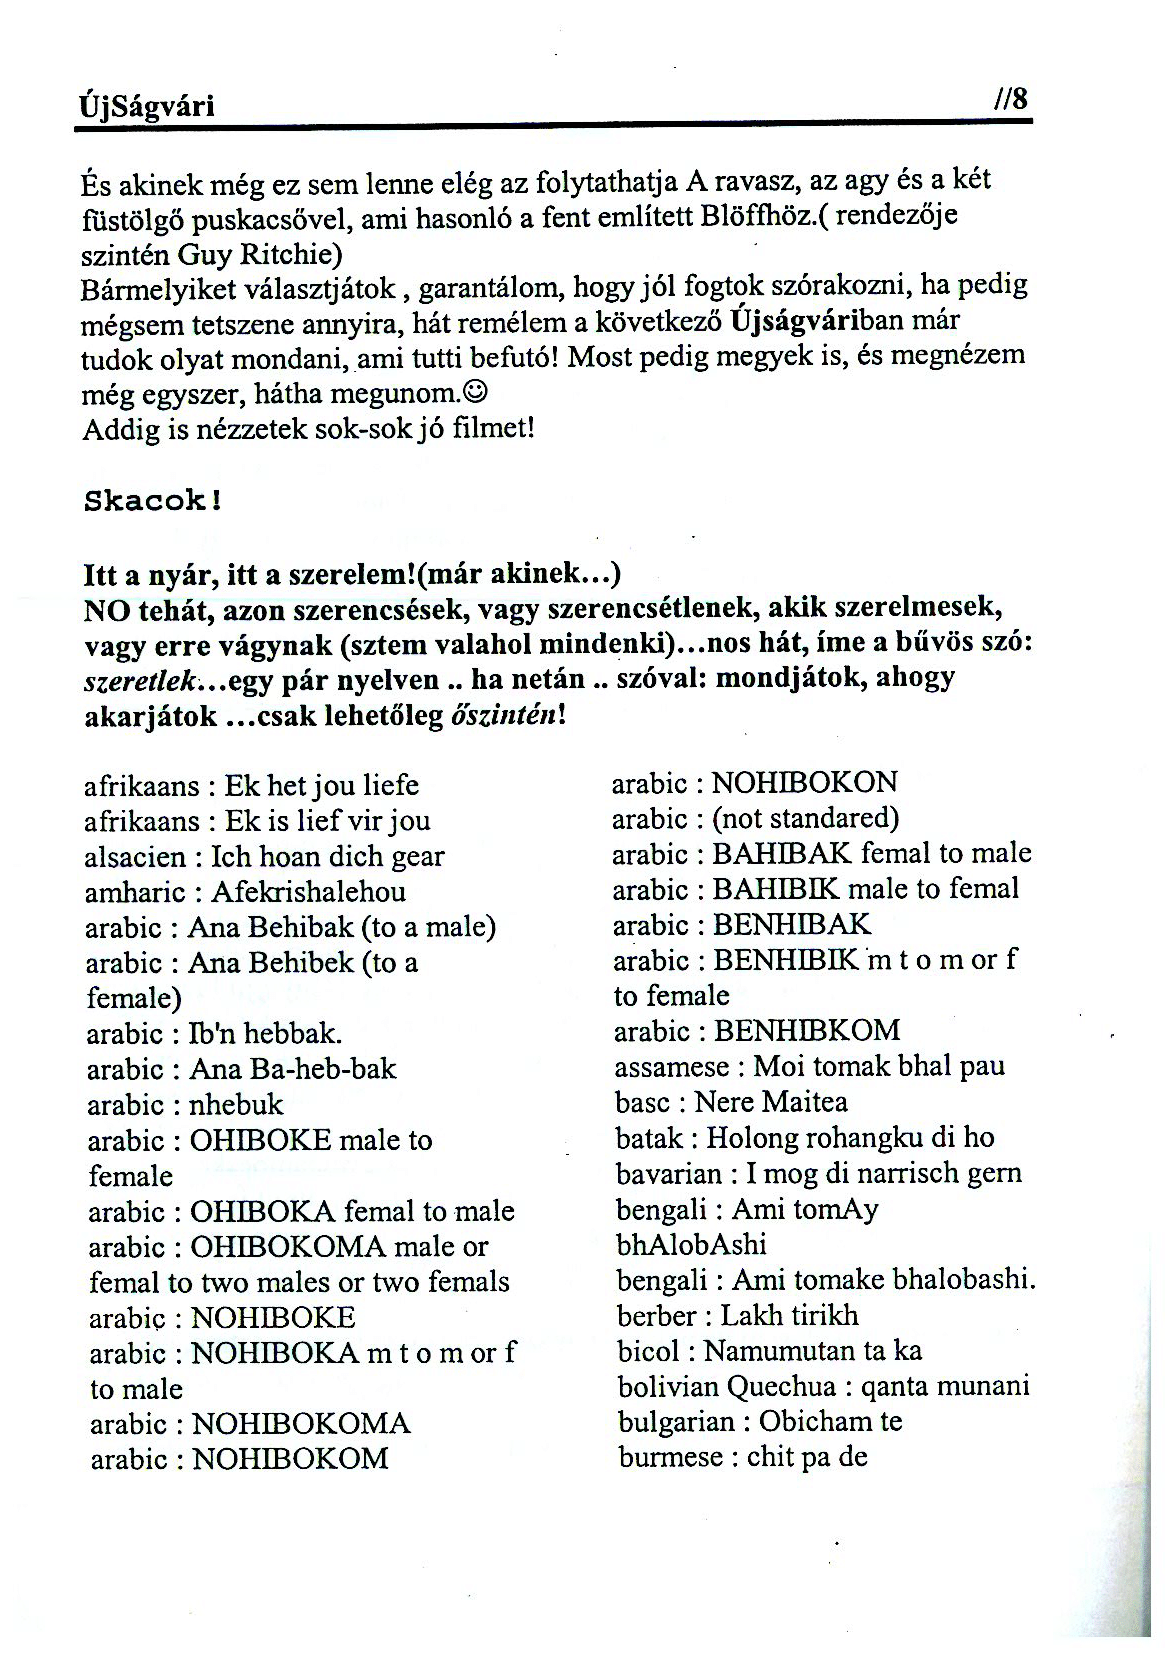 ÚjSágvári //8
És akinek még ez sem lenne elég az folytathatja A ravasz, az agy és a két
füstölgő puskacsővel, ami hasonló a fent említett Blöffhöz.( rendezője
szintén Guy Ritchie)
Bármelyiket választjátok , garantálom, hogy jól fogtok szórakozni, ha pedig
mégsem tetszene annyira, hát remélem a következő Újságváriban már
tudok olyat mondani, ami tutti befutó! Most pedig megyek is, és megnézem
még egyszer, hátha megunom.☺
Addig is nézzetek sok-sok jó filmet!
Skacok!
Itt a nyár, itt a szerelem!(már akinek...)
NO tehát, azon szerencsések, vagy szerencsétlenek, akik szerelmesek,
vagy erre vágynak (sztem valahol mindenki)...nos hát, íme a bűvös szó:
szeretlek...egy pár nyelven .. ha netán .. szóval: mondjátok, ahogy
akarjátok ...csak lehetőleg őszintén!
afrikaans : Ek het jou liefe
afrikaans : Ek is lief vir jou
alsacien : Ich hoan dich gear
amharic : Afekrishalehou
arabic : Ana Behibak (to a male)
arabic : Ana Behibek (to a
female)
arabic : Ib'n hebbak.
arabic : Ana Ba-heb-bak
arabic : nhebuk
arabic : OHIBOKE male to
female
arabic : OHIBOKA femal to male
arabic : OHIBOKOMA male or
femal to two males or two femals
arabic : NOHIBOKE
arabic : NOHIBOKA m t o m or f
to male
arabic : NOHIBOKOMA
arabic : NOHIBOKOM
arabic : NOHIBOKON
arabic : (not standared)
arabic : BAHIBAK femal to male
arabic : BAHIBIK male to femal
arabic : BENHIBAK
arabic : BENHIBIK m t o m or f
to female
arabic : BENHIBKOM
assamese : Moi tomak bhal pau
basc : Nere Maitea
batak : Holong rohangku di ho
bavarian : I mog di narrisch gern
bengali : Ami tomAy
bhAlobAshi
bengali : Ami tomake bhalobashi.
berber : Lakh tirikh
bicol : Namumutan ta ka
bolivian Quechua : qanta munani
bulgarian : Obicham te
burmese : chit pa de